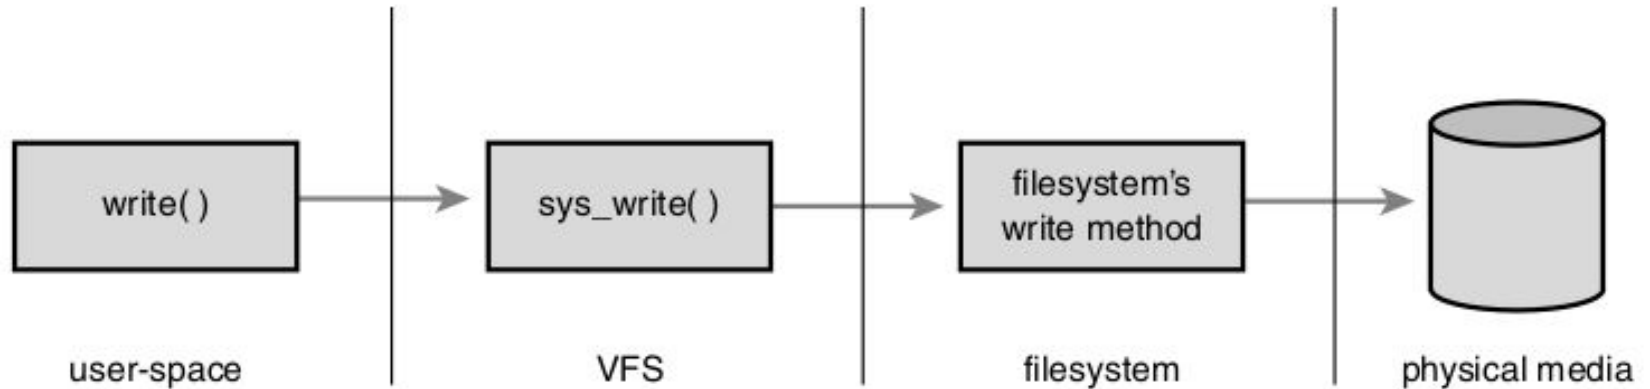 write( )
sys_write( )
filesystem's
write method
user-space
VFS
filesystem
physical media